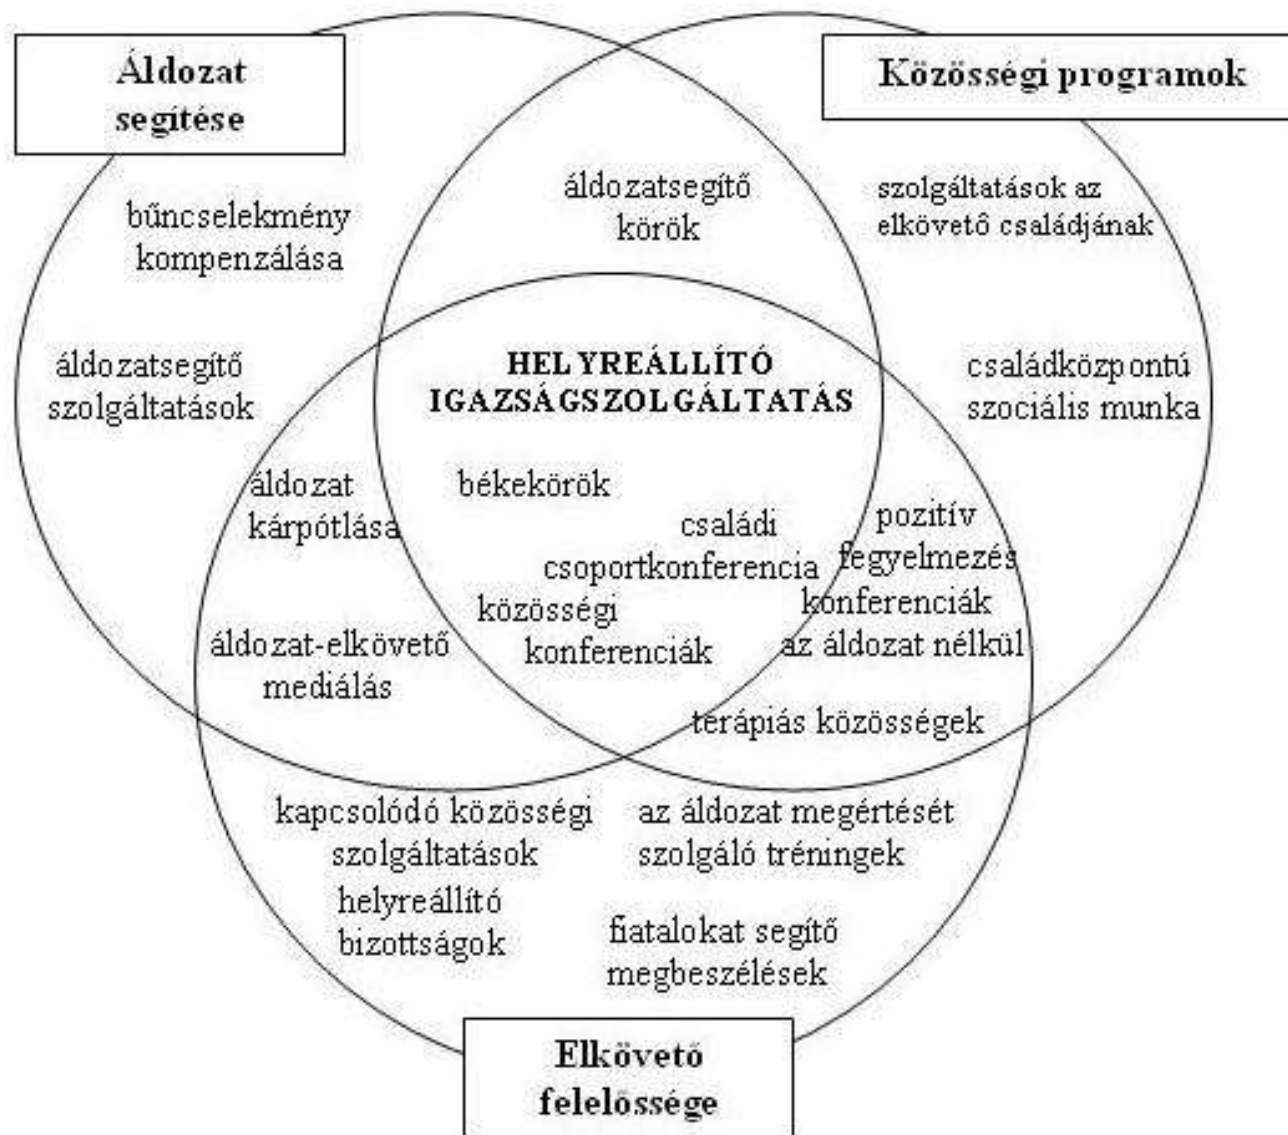 Áldozat
segítése
Közösségi programok
bűncselekmény
kompenzálása
áldozatsegítő
körök
szolgáltatások az
elkövető családjának
áldozatsegítő
szolgáltatások
HELYREÁLLÍTÓ
IGAZSÁGSZOLGÁLTATÁS
családközpontú
szociális munka
áldozat
kárpótlása
békekörök
családi
csoportkonferencia
közösségi
konferenciák
pozitív
fegyelmezés
konferenciák
az áldozat nélkül
áldozat-elkövető
mediálás
terápiás közösségek
kapcsolódó közösségi
szolgáltatások
helyreállító
bizottságok
az áldozat megértését
szolgáló tréningek
fiatalokat segítő
megbeszélések
Elkövető
felelőssége